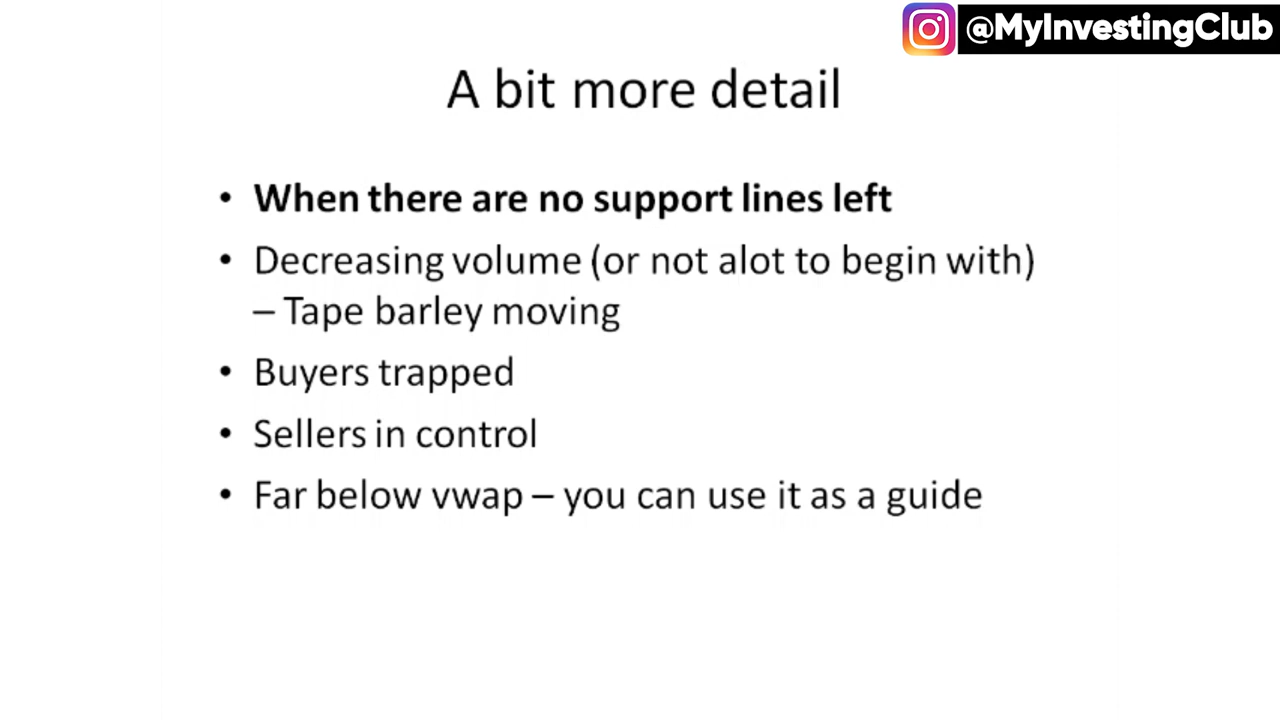 @MyInvestingClub
A bit more detail
• When there are no support lines left
• Decreasing volume (or not alot to begin with)
– Tape barley moving
• Buyers trapped
• Sellers in control
• Far below vwap – you can use it as a guide